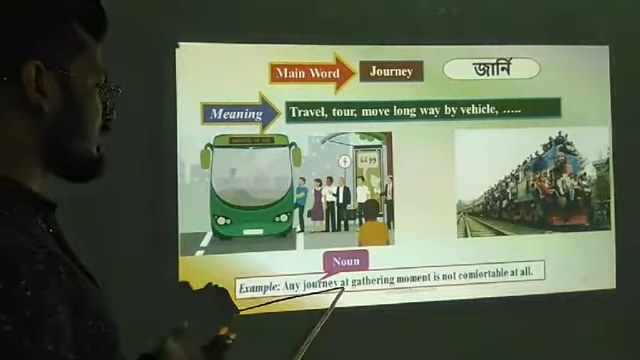 Main Word Journey জার্নি
Meaning Travel, tour, move long way by vehicle, .....
Noun
Example: Any journey at gathering moment is not comfortable at all.